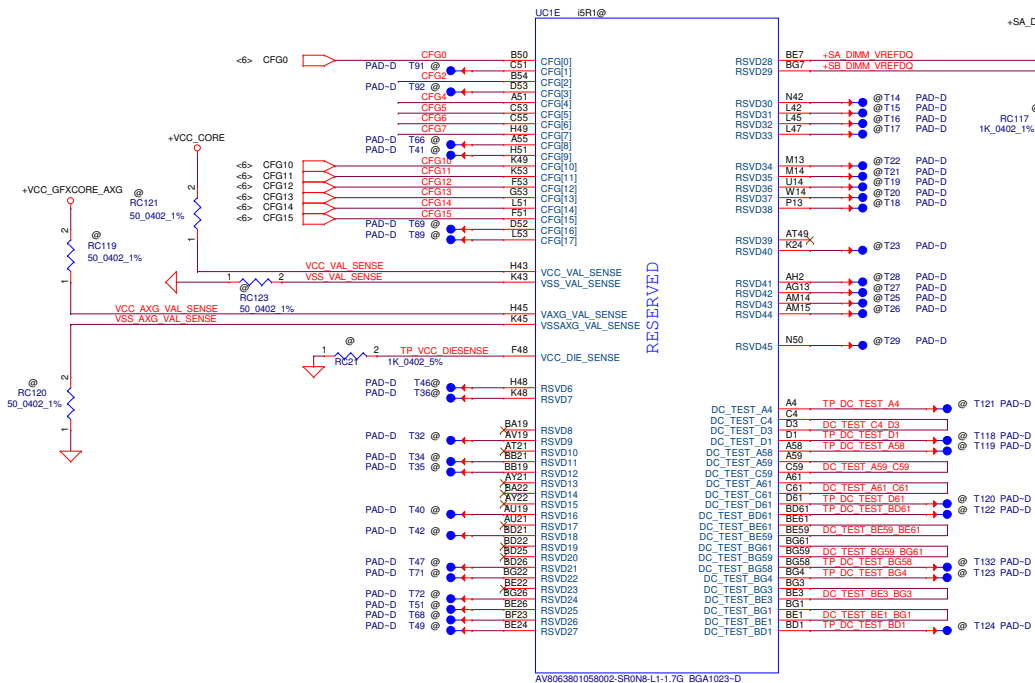 UC1E i5R1@
+SA_D
<6> CFG0 CFG0 B50 CFG[0] RSVD28 BE7 +SA_DIMM_VREFDQ
PAD~D T91 @ C51 CFG[1] RSVD29 BG7 +SB_DIMM_VREFDQ
CFG2 B54 CFG[2]
PAD~D T92 @ D53 CFG[3]
CFG4 A51 CFG[4] RSVD30 N42 @T14 PAD~D
CFG5 C53 CFG[5] RSVD31 L42 @T15 PAD~D
CFG6 C55 CFG[6] RSVD32 L45 @T16 PAD~D
CFG7 H49 CFG[7] RSVD33 L47 @T17 PAD~D
@
RC117
1K_0402_1%
PAD~D T66 @ A55 CFG[8]
PAD~D T41 @ H51 CFG[9]
CFG10 K49 CFG[10] RSVD34 M13 @T22 PAD~D
<6> CFG10
<6> CFG11 CFG11 K53 CFG[11] RSVD35 M14 @T21 PAD~D
<6> CFG12 CFG12 F53 CFG[12] RSVD36 U14 @T19 PAD~D
<6> CFG13 CFG13 G53 CFG[13] RSVD37 W14 @T20 PAD~D
<6> CFG14 CFG14 L51 CFG[14] RSVD38 P13 @T18 PAD~D
<6> CFG15 CFG15 F51 CFG[15]
PAD~D T69 @ D52 CFG[16]
PAD~D T89 @ L53 CFG[17] RSVD39 AT49
RSVD40 K24 @T23 PAD~D
+VCC_CORE
+VCC_GFXCORE_AXG
@
RC121
50_0402_1%
2
1
@
RC119
50_0402_1%
2
1
VCC_VAL_SENSE H43 VCC_VAL_SENSE
1 2 VSS_VAL_SENSE K43 VSS_VAL_SENSE RSVD41 AH2 @T28 PAD~D
@
RC123
50_0402_1%
RSVD42 AG13 @T27 PAD~D
RSVD43 AM14 @T25 PAD~D
VCC_AXG_VAL_SENSE H45 VAXG_VAL_SENSE RSVD44 AM15 @T26 PAD~D
VSS_AXG_VAL_SENSE K45 VSSAXG_VAL_SENSE
RESERVED
RSVD45 N50 @T29 PAD~D
@
1 2 TP_VCC_DIESENSE F48 VCC_DIE_SENSE
RC21 1K_0402_5%
@
RC120
50_0402_1%
2
1
PAD~D T46@ H48 RSVD6
PAD~D T36@ K48 RSVD7
DC_TEST_A4 A4 TP_DC_TEST_A4 @ T121 PAD~D
DC_TEST_C4 C4
BA19 RSVD8 DC_TEST_D3 D3 DC_TEST_C4_D3
PAD~D T32 @ AV19 RSVD9 DC_TEST_D1 D1 TP_DC_TEST_D1 @ T118 PAD~D
AT21 RSVD10 DC_TEST_A58 A58 TP_DC_TEST_A58 @ T119 PAD~D
PAD~D T34 @ BB21 RSVD11 DC_TEST_A59 A59
PAD~D T35 @ BB19 RSVD12 DC_TEST_C59 C59 DC_TEST_A59_C59
AY21 RSVD13 DC_TEST_A61 A61
BA22 RSVD14 DC_TEST_C61 C61 DC_TEST_A61_C61
AY22 RSVD15 DC_TEST_D61 D61 TP_DC_TEST_D61 @ T120 PAD~D
PAD~D T40 @ AU19 RSVD16 DC_TEST_BD61 BD61 TP_DC_TEST_BD61 @ T122 PAD~D
AU21 RSVD17 DC_TEST_BE61 BE61
PAD~D T42 @ BD21 RSVD18 DC_TEST_BE59 BE59 DC_TEST_BE59_BE61
BD22 RSVD19 DC_TEST_BG61 BG61
BD25 RSVD20 DC_TEST_BG59 BG59 DC_TEST_BG59_BG61
PAD~D T47 @ BD26 RSVD21 DC_TEST_BG58 BG58 TP_DC_TEST_BG58 @ T132 PAD~D
PAD~D T71 @ BG22 RSVD22 DC_TEST_BG4 BG4 TP_DC_TEST_BG4 @ T123 PAD~D
BE22 RSVD23 DC_TEST_BG3 BG3
PAD~D T72 @ BG26 RSVD24 DC_TEST_BE3 BE3 DC_TEST_BE3_BG3
PAD~D T51 @ BE26 RSVD25 DC_TEST_BG1 BG1
PAD~D T68 @ BF23 RSVD26 DC_TEST_BE1 BE1 DC_TEST_BE1_BG1
PAD~D T49 @ BE24 RSVD27 DC_TEST_BD1 BD1 TP_DC_TEST_BD1 @ T124 PAD~D
AV8063801058002-SR0N8-L1-1.7G BGA1023~D